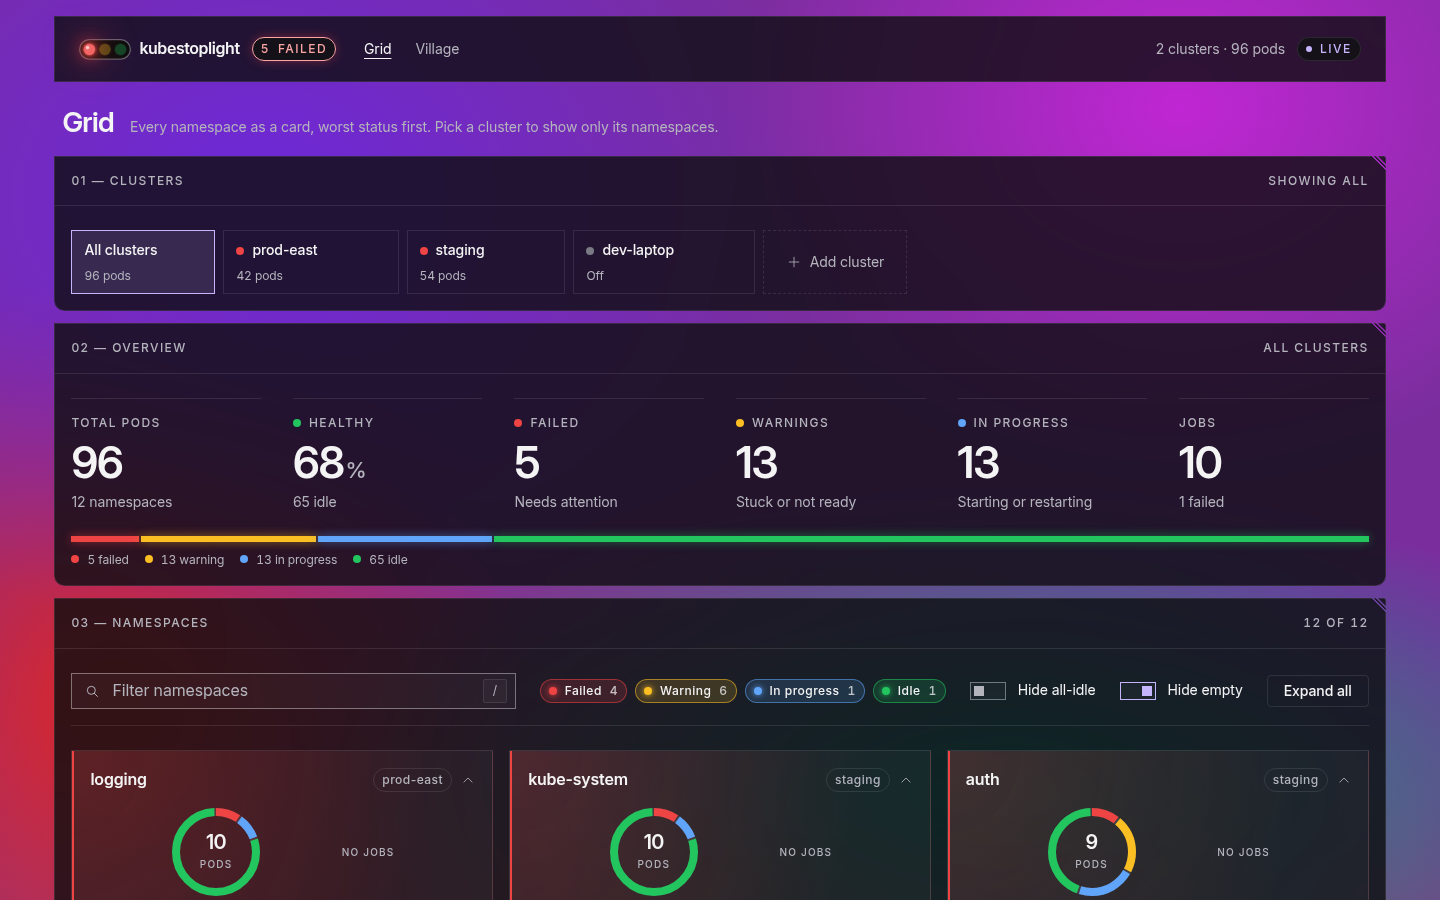 kubestoplight 5 FAILED Grid Village 2 clusters · 96 pods LIVE
Grid Every namespace as a card, worst status first. Pick a cluster to show only its namespaces.
01 — CLUSTERS SHOWING ALL
All clusters prod-east staging dev-laptop
96 pods 42 pods 54 pods Off
+ Add cluster
02 — OVERVIEW ALL CLUSTERS
TOTAL PODS HEALTHY FAILED WARNINGS IN PROGRESS JOBS
96 68% 5 13 13 10
12 namespaces 65 idle Needs attention Stuck or not ready Starting or restarting 1 failed
5 failed 13 warning 13 in progress 65 idle
03 — NAMESPACES 12 OF 12
Filter namespaces / Failed 4 Warning 6 In progress 1 Idle 1 Hide all-idle Hide empty Expand all
logging prod-east kube-system staging auth staging
10 10 9
PODS NO JOBS PODS NO JOBS PODS NO JOBS